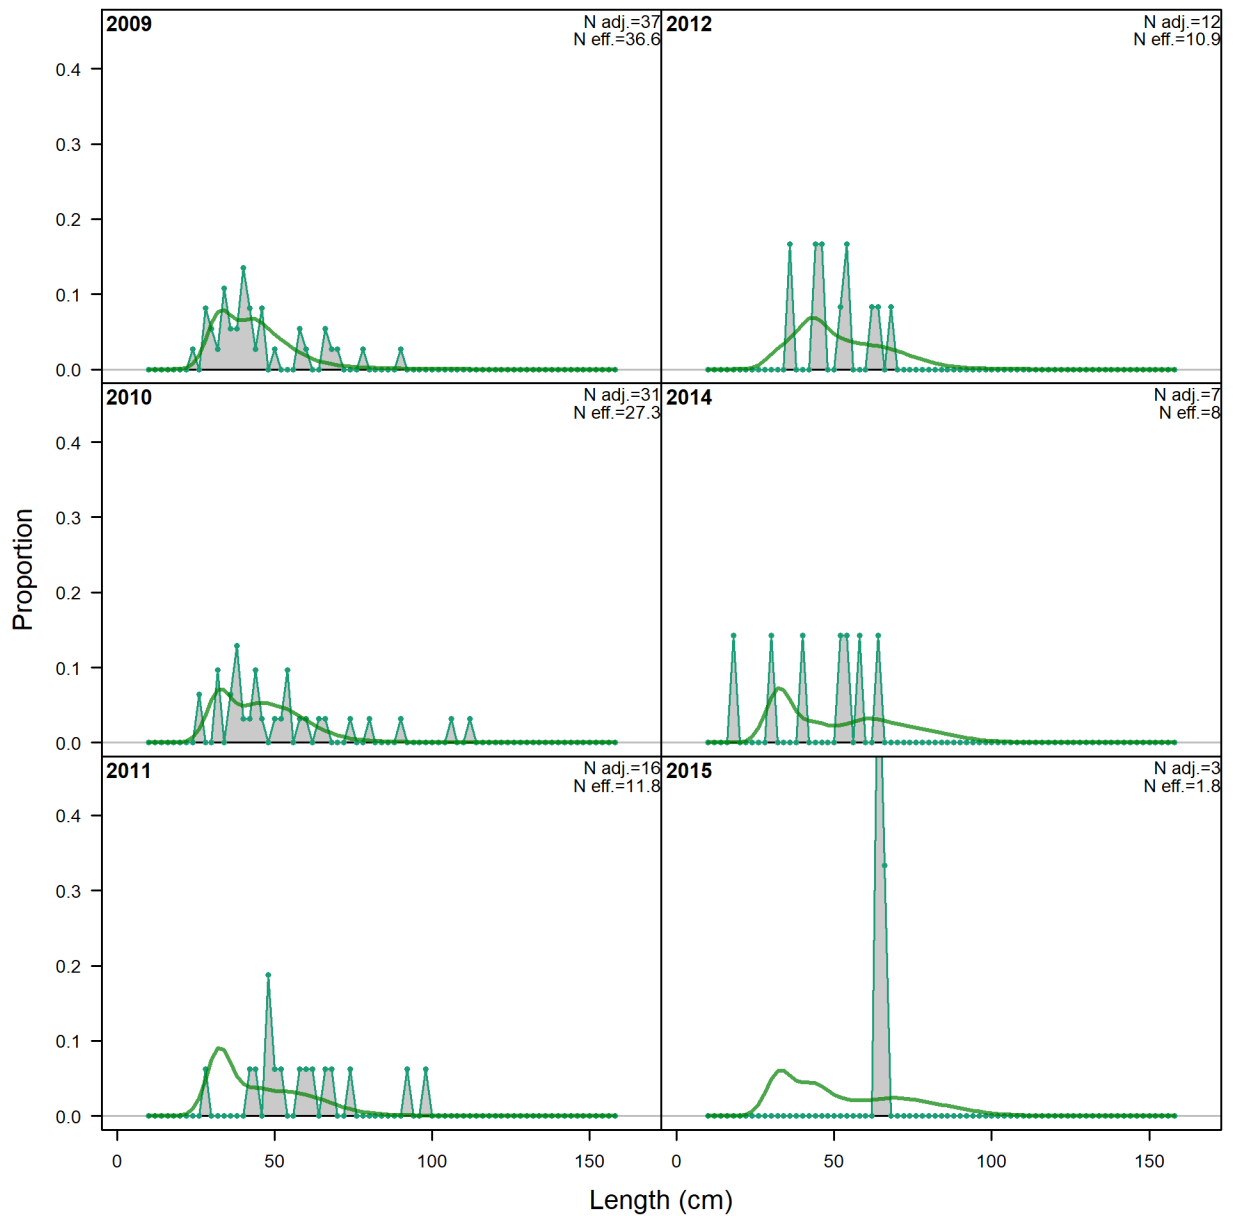 2009
N adj.=37
N eff.=36.6
2012
N adj.=12
N eff.=10.9
0.4
0.3
0.2
0.1
0.0
2010
N adj.=31
N eff.=27.3
2014
N adj.=7
N eff.=8
0.4
0.3
0.2
0.1
0.0
2011
N adj.=16
N eff.=11.8
2015
N adj.=3
N eff.=1.8
0.4
0.3
0.2
0.1
0.0
Proportion
0 50 100 150 0 50 100 150
Length (cm)